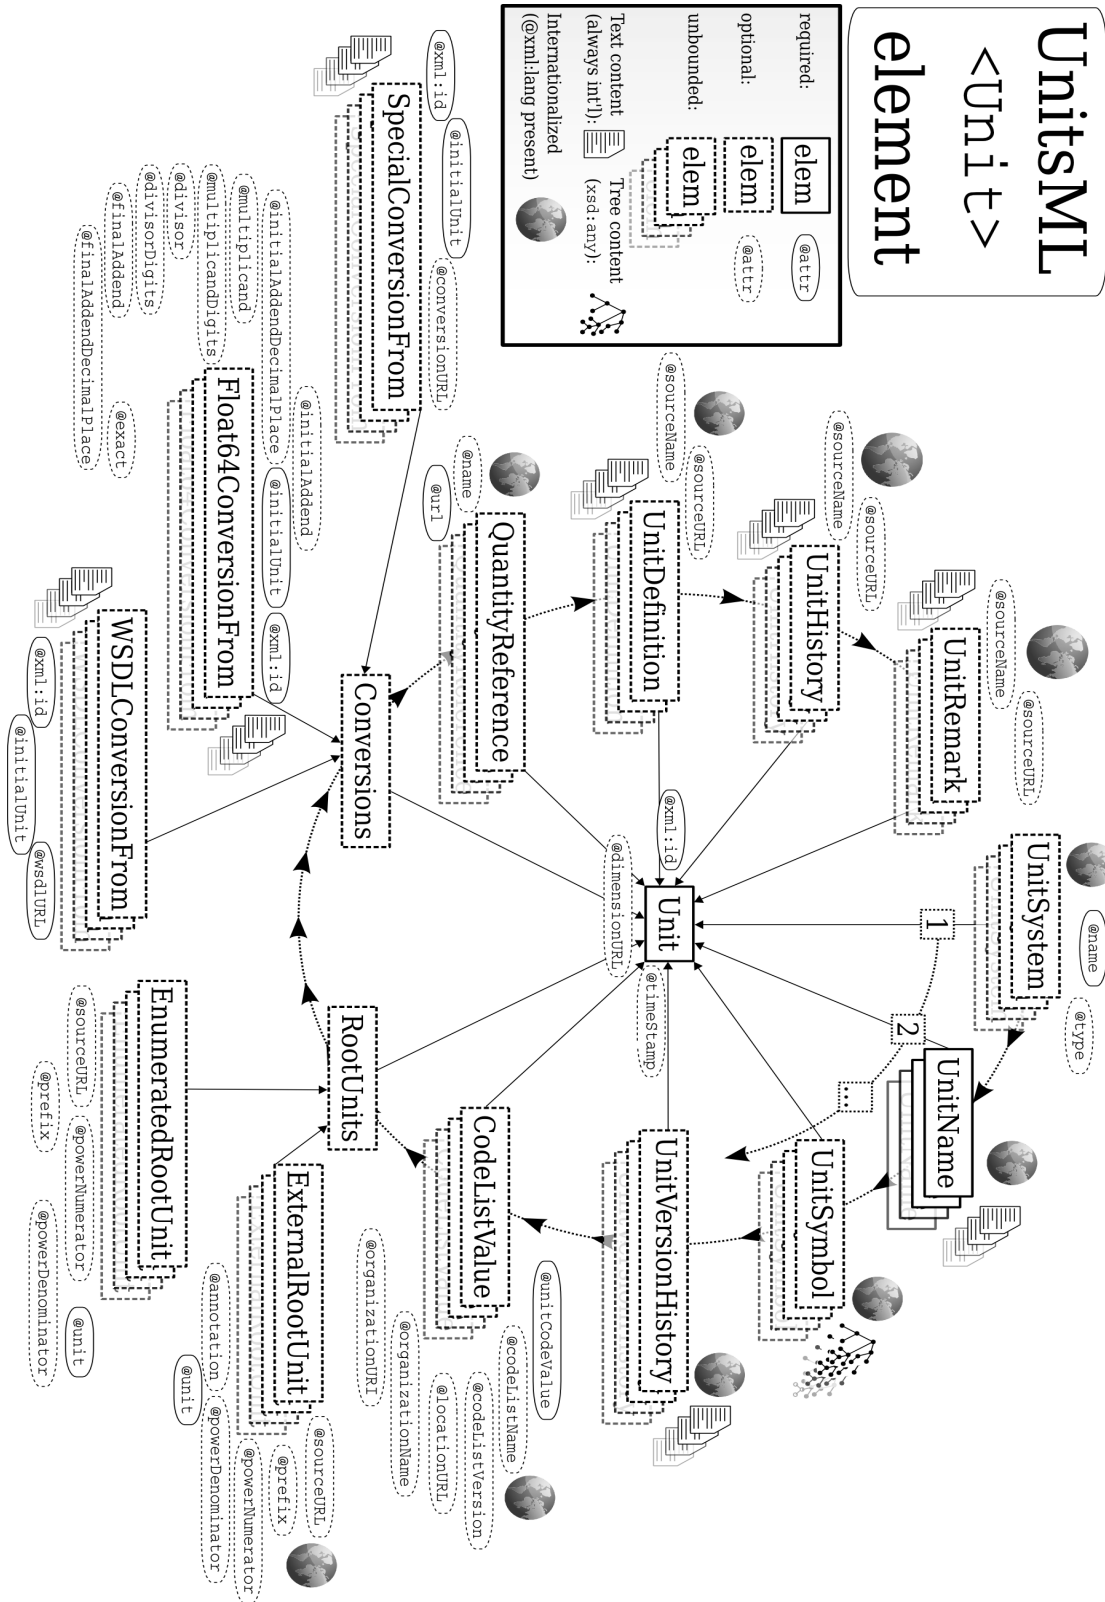 UnitsML
<Unit>
element
required:
elem
@attr
optional:
elem
@attr
unbounded:
elem
Text content
(always int'l):
Tree content
(xsd:any):
Internationalized
(@xml:lang present)
@sourceName
@sourceURL
UnitRemark
@sourceName
@sourceURL
UnitHistory
@sourceName
@sourceURL
UnitDefinition
@name
@url
QuantityReference
@name
@type
UnitSystem
1
2
...
UnitName
UnitSymbol
UnitVersionHistory
@xml:id
Unit
@dimensionURL
@timeStamp
@unitCodeValue
@codeListName
@codeListVersion
@locationURL
@organizationName
@organizationURI
CodeListValue
RootUnits
Conversions
@xml:id
@initialUnit
@conversionURL
SpecialConversionFrom
@initialAddend
@initialAddendDecimalPlace
@initialUnit
@xml:id
@multiplicand
@multiplicandDigits
@divisor
@divisorDigits
@finalAddend
@exact
@finalAddendDecimalPlace
Float64ConversionFrom
WSDLConversionFrom
@xml:id
@initialUnit
@wsdlURL
EnumeratedRootUnit
@sourceURL
@prefix
@powerNumerator
@powerDenominator
@unit
ExternalRootUnit
@annotation
@unit
@powerDenominator
@powerNumerator
@prefix
@sourceURL